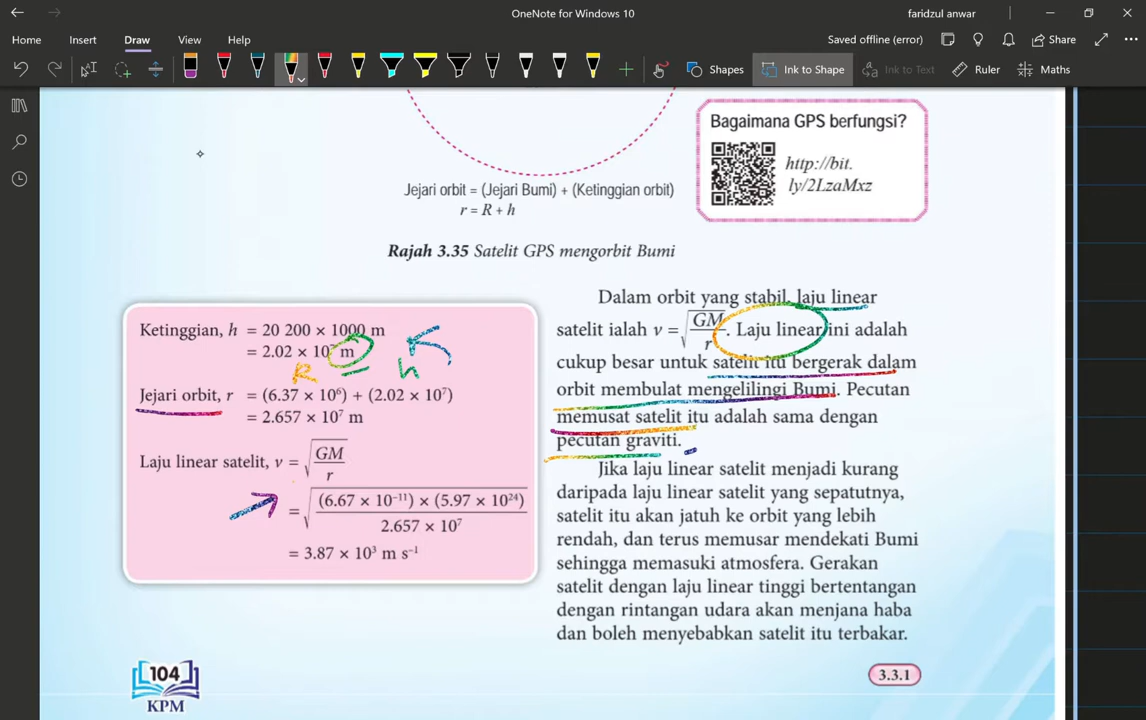 OneNote for Windows 10
faridzul anwar
Home Insert Draw View Help
Saved offline (error)
Share
Shapes
Ink to Shape
Ink to Text
Ruler
Maths
Bagaimana GPS berfungsi?
http://bit.
ly/2LzaMxz
Jejari orbit = (Jejari Bumi) + (Ketinggian orbit)
r = R + h
Rajah 3.35 Satelit GPS mengorbit Bumi
Ketinggian, h = 20 200 × 1000 m
= 2.02 × 10⁷ m
R h
Jejari orbit, r = (6.37 × 10⁶) + (2.02 × 10⁷)
= 2.657 × 10⁷ m
Laju linear satelit, v = √(GM/r)
= √((6.67 × 10⁻¹¹) × (5.97 × 10²⁴)/2.657 × 10⁷)
= 3.87 × 10³ m s⁻¹
Dalam orbit yang stabil, laju linear
satelit ialah v = √(GM/r). Laju linear ini adalah
cukup besar untuk satelit itu bergerak dalam
orbit membulat mengelilingi Bumi. Pecutan
memusat satelit itu adalah sama dengan
pecutan graviti.
Jika laju linear satelit menjadi kurang
daripada laju linear satelit yang sepatutnya,
satelit itu akan jatuh ke orbit yang lebih
rendah, dan terus memusar mendekati Bumi
sehingga memasuki atmosfera. Gerakan
satelit dengan laju linear tinggi bertentangan
dengan rintangan udara akan menjana haba
dan boleh menyebabkan satelit itu terbakar.
104
KPM
3.3.1